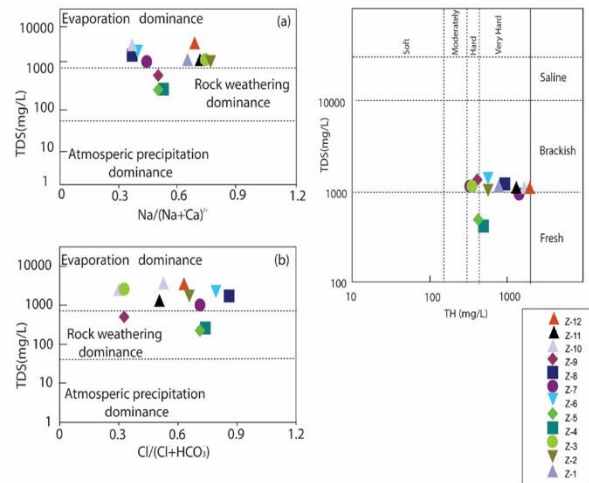 Evaporation dominance
(a)
10000
1000
100
10
1
TDS(mg/L)
Rock weathering
dominance
Atmosperic precipitation
dominance
0
0.3
0.6
0.9
1.2
Na/(Na+Ca)²⁺
Evaporation dominance
(b)
10000
1000
100
10
1
TDS(mg/L)
Rock weathering
dominance
Atmosperic precipitation
dominance
0
0.3
0.6
0.9
1.2
Cl/(Cl+HCO₃)
Soft
Moderately
Hard
Very Hard
Saline
Brackish
Fresh
10000
1000
100
TDS(mg/L)
10
100
1000
TH (mg/L)
Z-12
Z-11
Z-10
Z-9
Z-8
Z-7
Z-6
Z-5
Z-4
Z-3
Z-2
Z-1